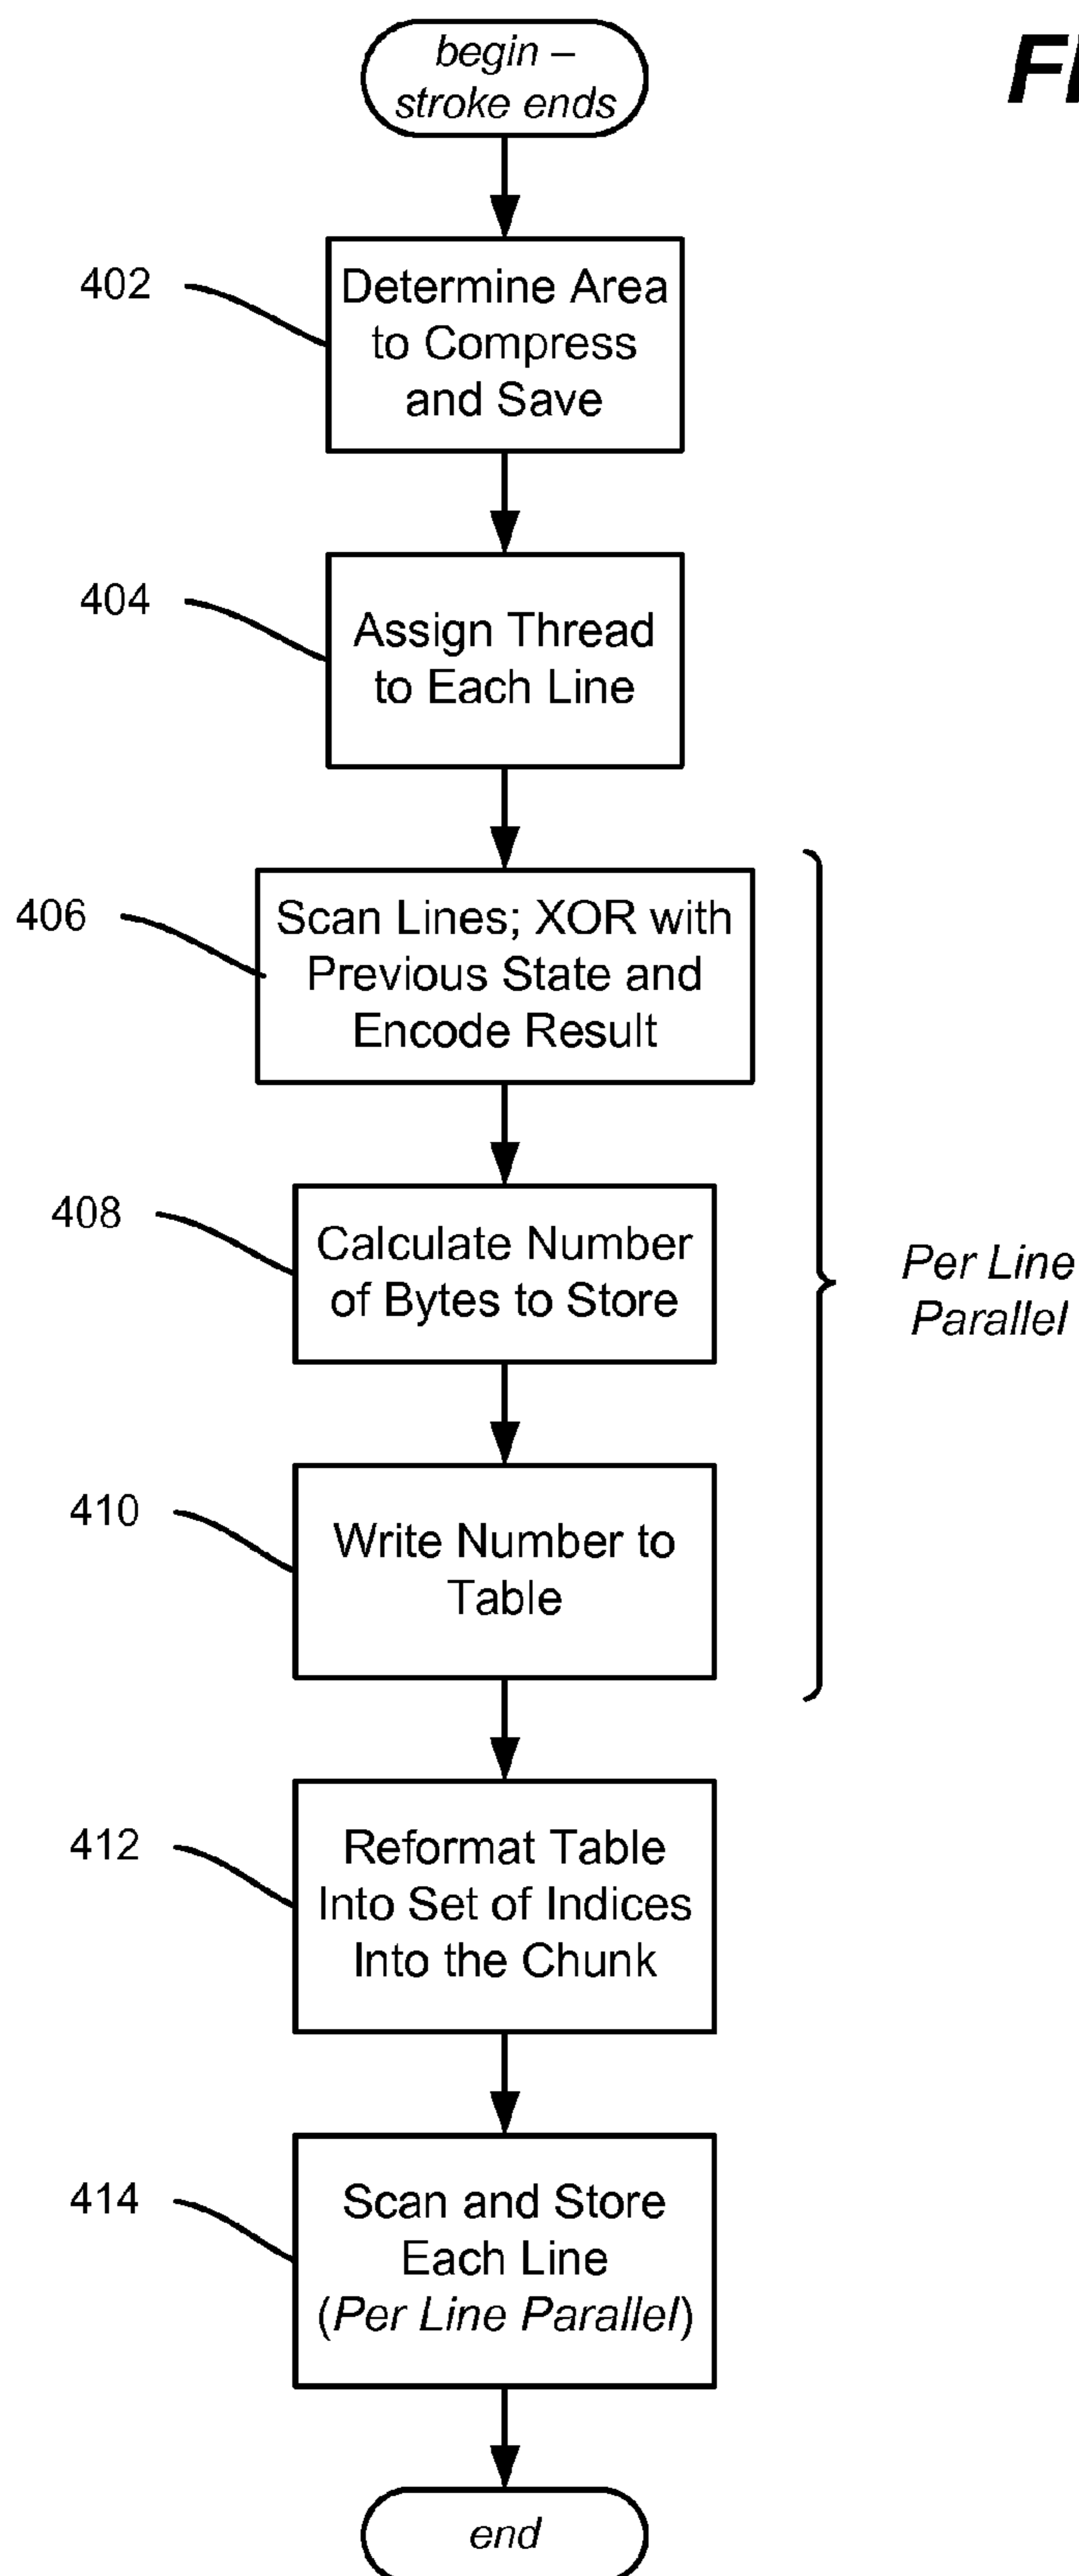 begin –
stroke ends
402
Determine Area
to Compress
and Save
404
Assign Thread
to Each Line
406
Scan Lines; XOR with
Previous State and
Encode Result
408
Calculate Number
of Bytes to Store
Per Line
Parallel
410
Write Number to
Table
412
Reformat Table
Into Set of Indices
Into the Chunk
414
Scan and Store
Each Line
(Per Line Parallel)
end